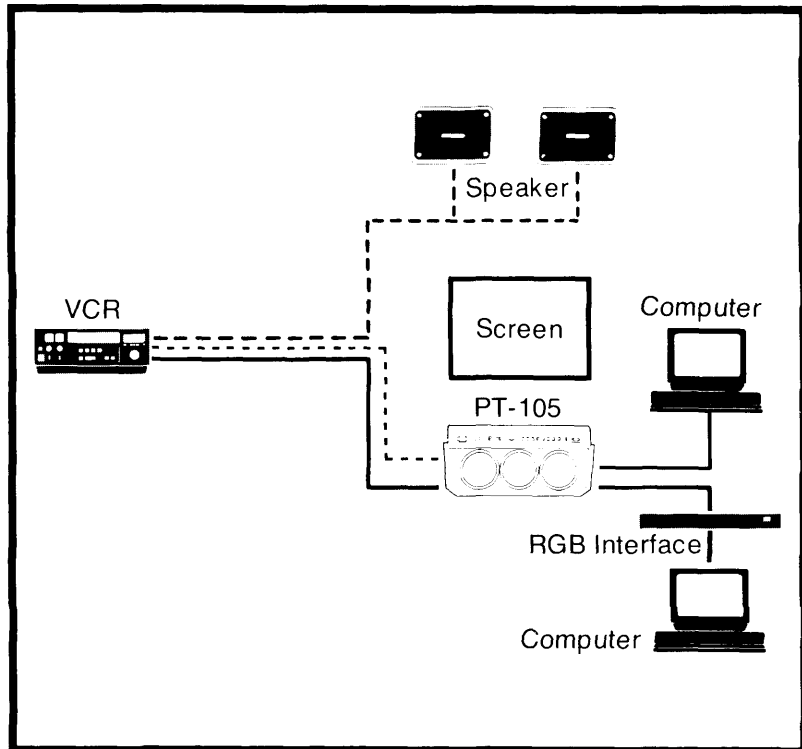 Speaker
VCR
Screen
Computer
PT-105
RGB Interface
Computer